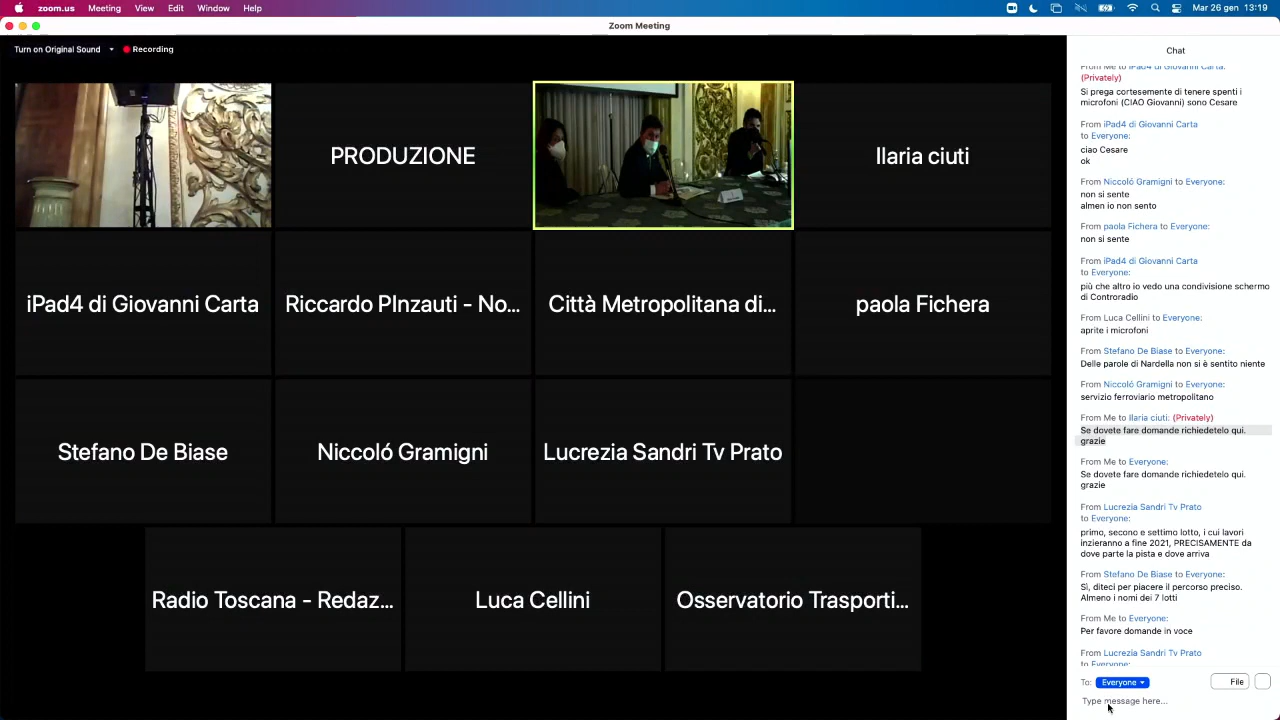 zoom.us Meeting View Edit Window Help
Mar 26 gen 13:19
Zoom Meeting
Turn on Original Sound
Recording
Chat
PRODUZIONE
Ilaria ciuti
iPad4 di Giovanni Carta
Riccardo PInzauti - No...
Città Metropolitana di...
paola Fichera
Stefano De Biase
Niccoló Gramigni
Lucrezia Sandri Tv Prato
Radio Toscana - Redaz...
Luca Cellini
Osservatorio Trasporti...
From Me to iPad4 di Giovanni Carta:
(Privately)
Si prega cortesemente di tenere spenti i
microfoni (CIAO Giovanni) sono Cesare
From iPad4 di Giovanni Carta
to Everyone:
ciao Cesare
ok
From Niccoló Gramigni to Everyone:
non si sente
almen io non sento
From paola Fichera to Everyone:
non si sente
From iPad4 di Giovanni Carta
to Everyone:
più che altro io vedo una condivisione schermo
di Controradio
From Luca Cellini to Everyone:
aprite i microfoni
From Stefano De Biase to Everyone:
Delle parole di Nardella non si è sentito niente
From Niccoló Gramigni to Everyone:
servizio ferroviario metropolitano
From Me to Ilaria ciuti: (Privately)
Se dovete fare domande richiedetelo qui.
grazie
From Me to Everyone:
Se dovete fare domande richiedetelo qui.
grazie
From Lucrezia Sandri Tv Prato
to Everyone:
primo, secono e settimo lotto, i cui lavori
inzieranno a fine 2021, PRECISAMENTE da
dove parte la pista e dove arriva
From Stefano De Biase to Everyone:
Sì, diteci per piacere il percorso preciso.
Almeno i nomi dei 7 lotti
From Me to Everyone:
Per favore domande in voce
From Lucrezia Sandri Tv Prato
to Everyone:
To: Everyone
File
Type message here...